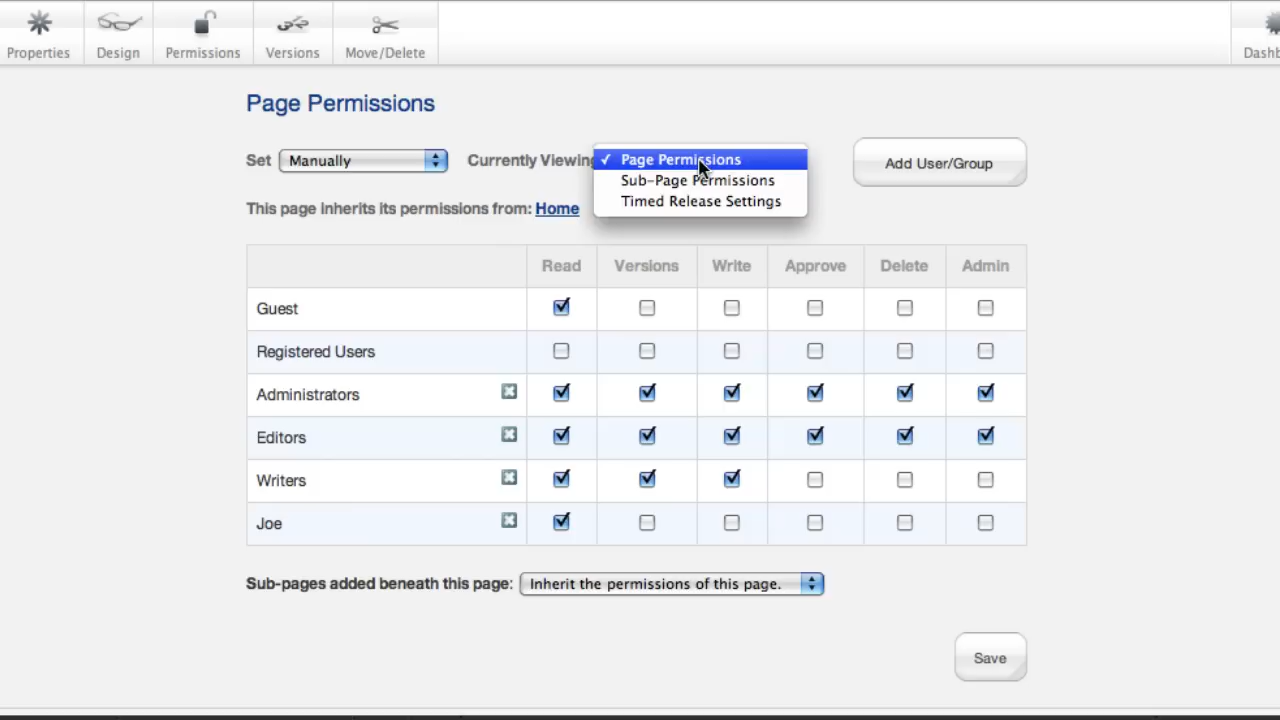 Properties Design Permissions Versions Move/Delete Dashb
Page Permissions
Set Manually Currently Viewing Page Permissions Add User/Group
Sub-Page Permissions
Timed Release Settings
This page inherits its permissions from: Home
Read Versions Write Approve Delete Admin
Guest
Registered Users
Administrators
Editors
Writers
Joe
Sub-pages added beneath this page: Inherit the permissions of this page.
Save